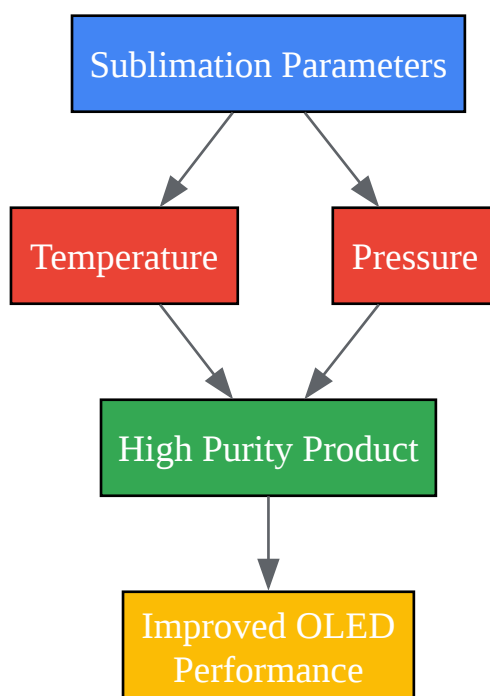 Sublimation Parameters
Temperature
Pressure
High Purity Product
Improved OLED
Performance